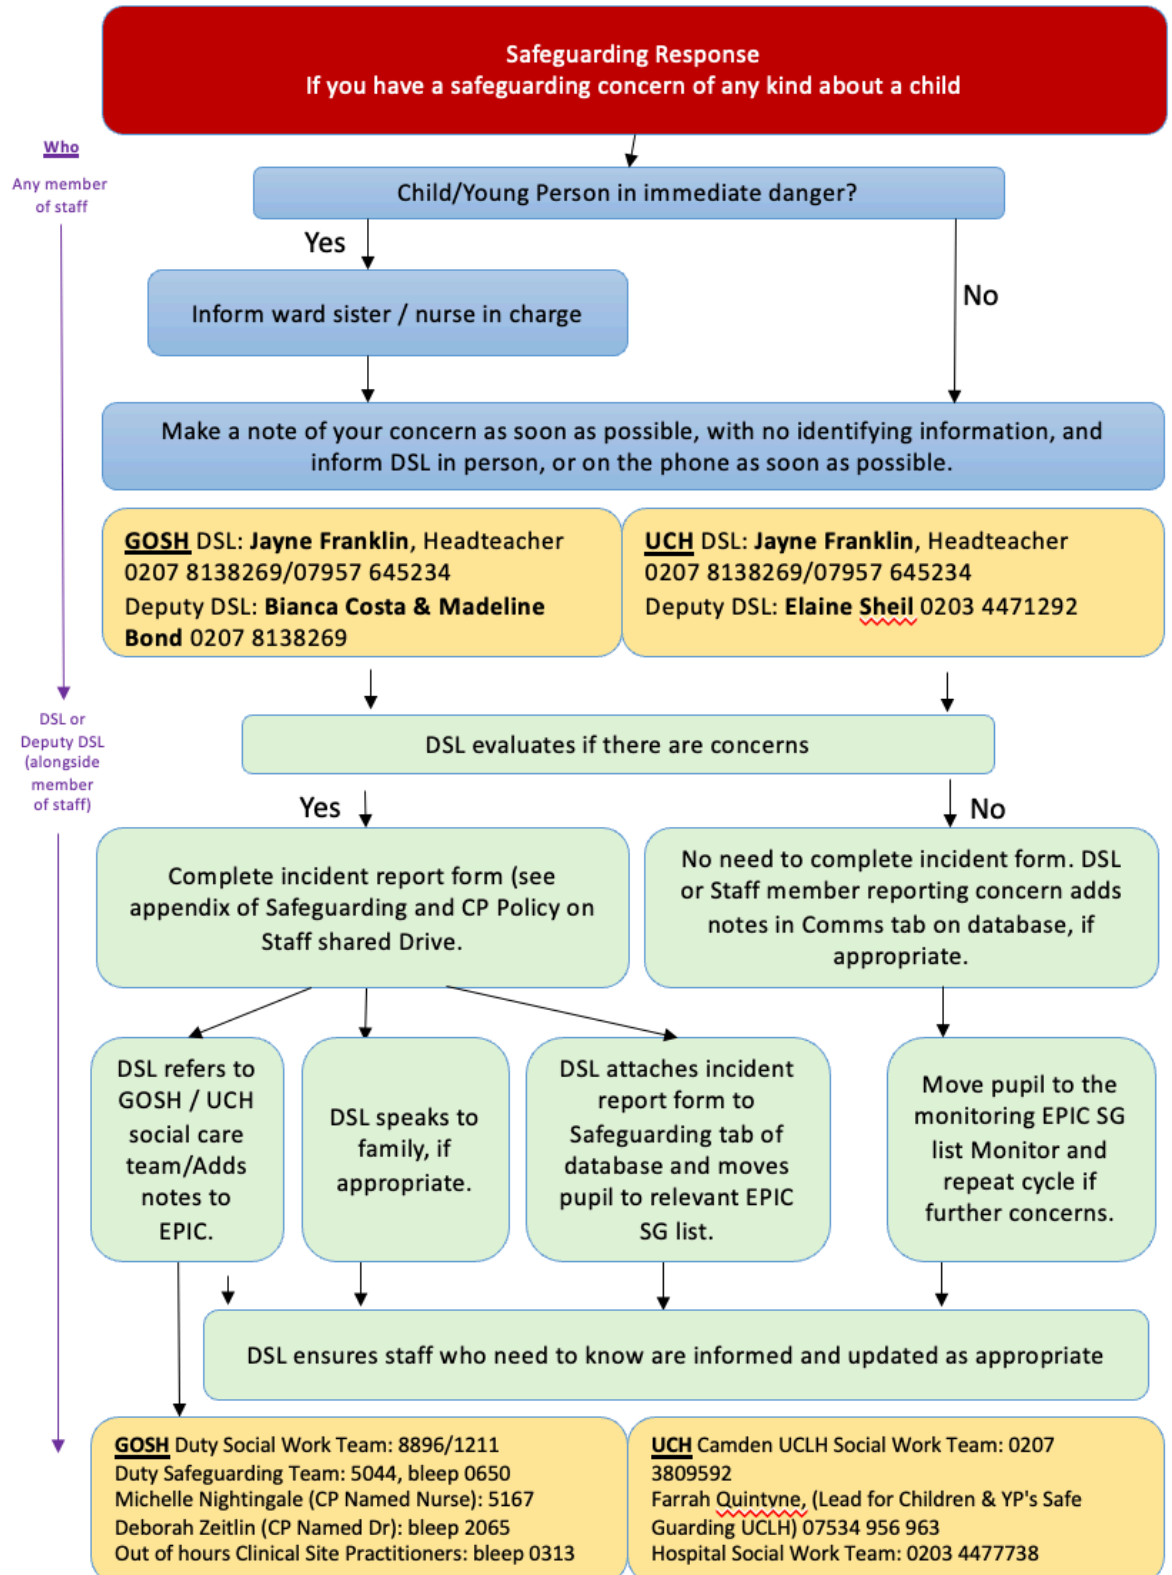 Safeguarding Response
If you have a safeguarding concern of any kind about a child
Who
Any member
of staff
Child/Young Person in immediate danger?
Yes
No
Inform ward sister / nurse in charge
Make a note of your concern as soon as possible, with no identifying information, and
inform DSL in person, or on the phone as soon as possible.
GOSH DSL: Jayne Franklin, Headteacher
0207 8138269/07957 645234
Deputy DSL: Bianca Costa & Madeline
Bond 0207 8138269
UCH DSL: Jayne Franklin, Headteacher
0207 8138269/07957 645234
Deputy DSL: Elaine Sheil 0203 4471292
DSL or
Deputy DSL
(alongside
member
of staff)
DSL evaluates if there are concerns
Yes
No
Complete incident report form (see
appendix of Safeguarding and CP Policy on
Staff shared Drive.
No need to complete incident form. DSL
or Staff member reporting concern adds
notes in Comms tab on database, if
appropriate.
DSL refers to
GOSH / UCH
social care
team/Adds
notes to
EPIC.
DSL speaks to
family, if
appropriate.
DSL attaches incident
report form to
Safeguarding tab of
database and moves
pupil to relevant EPIC
SG list.
Move pupil to the
monitoring EPIC SG
list Monitor and
repeat cycle if
further concerns.
DSL ensures staff who need to know are informed and updated as appropriate
GOSH Duty Social Work Team: 8896/1211
Duty Safeguarding Team: 5044, bleep 0650
Michelle Nightingale (CP Named Nurse): 5167
Deborah Zeitlin (CP Named Dr): bleep 2065
Out of hours Clinical Site Practitioners: bleep 0313
UCH Camden UCLH Social Work Team: 0207
3809592
Farrah Quintyne, (Lead for Children & YP's Safe
Guarding UCLH) 07534 956 963
Hospital Social Work Team: 0203 4477738